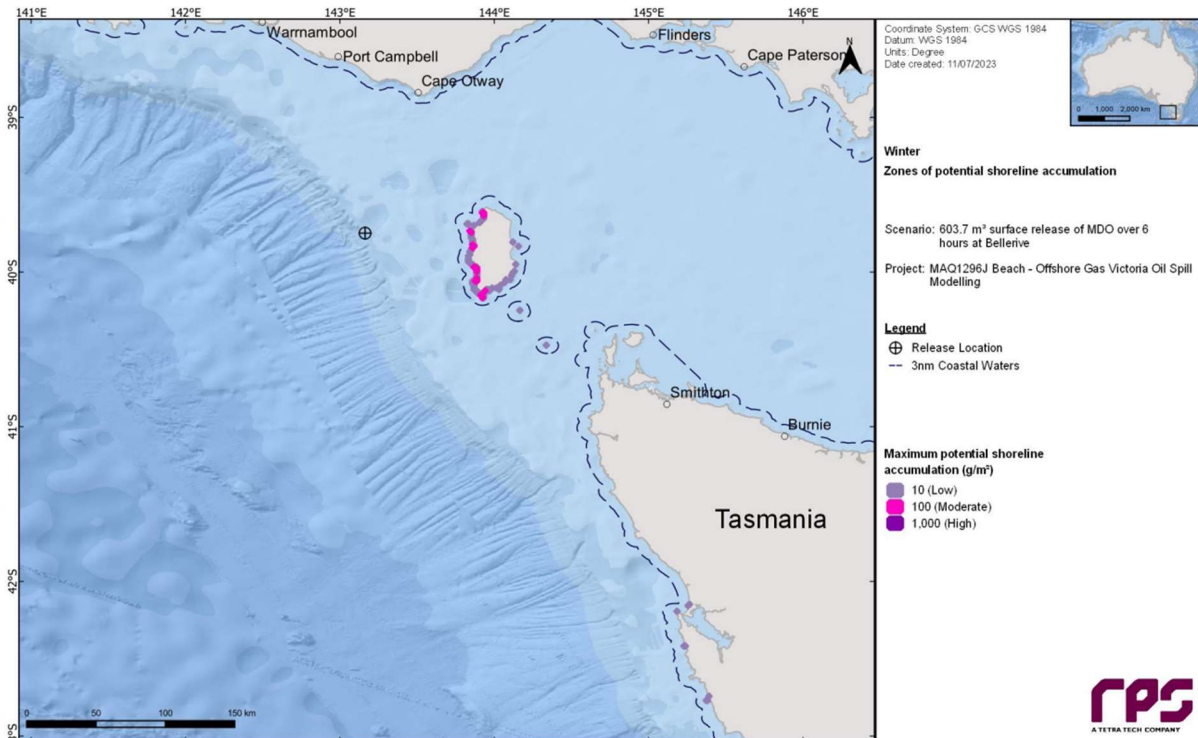 141°E 142°E 143°E 144°E 145°E 146°E
Warrnambool
Port Campbell
Cape Otway
Flinders
Cape Paterson
N
39°S
40°S
41°S
42°S
Smithton
Burnie
Tasmania
0 50 100 150 km
Coordinate System: GCS WGS 1984
Datum: WGS 1984
Units: Degree
Date created: 11/07/2023
0 1,000 2,000 km
Winter
Zones of potential shoreline accumulation
Scenario: 603.7 m³ surface release of MDO over 6
hours at Bellerive
Project: MAQ1296J Beach - Offshore Gas Victoria Oil Spill
Modelling
Legend
Release Location
3nm Coastal Waters
Maximum potential shoreline
accumulation (g/m²)
10 (Low)
100 (Moderate)
1,000 (High)
rps
A TETRA TECH COMPANY